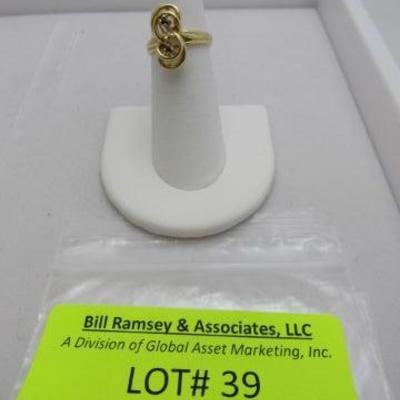 Bill Ramsey & Associates, LLC
A Division of Global Asset Marketing, Inc.
LOT# 39